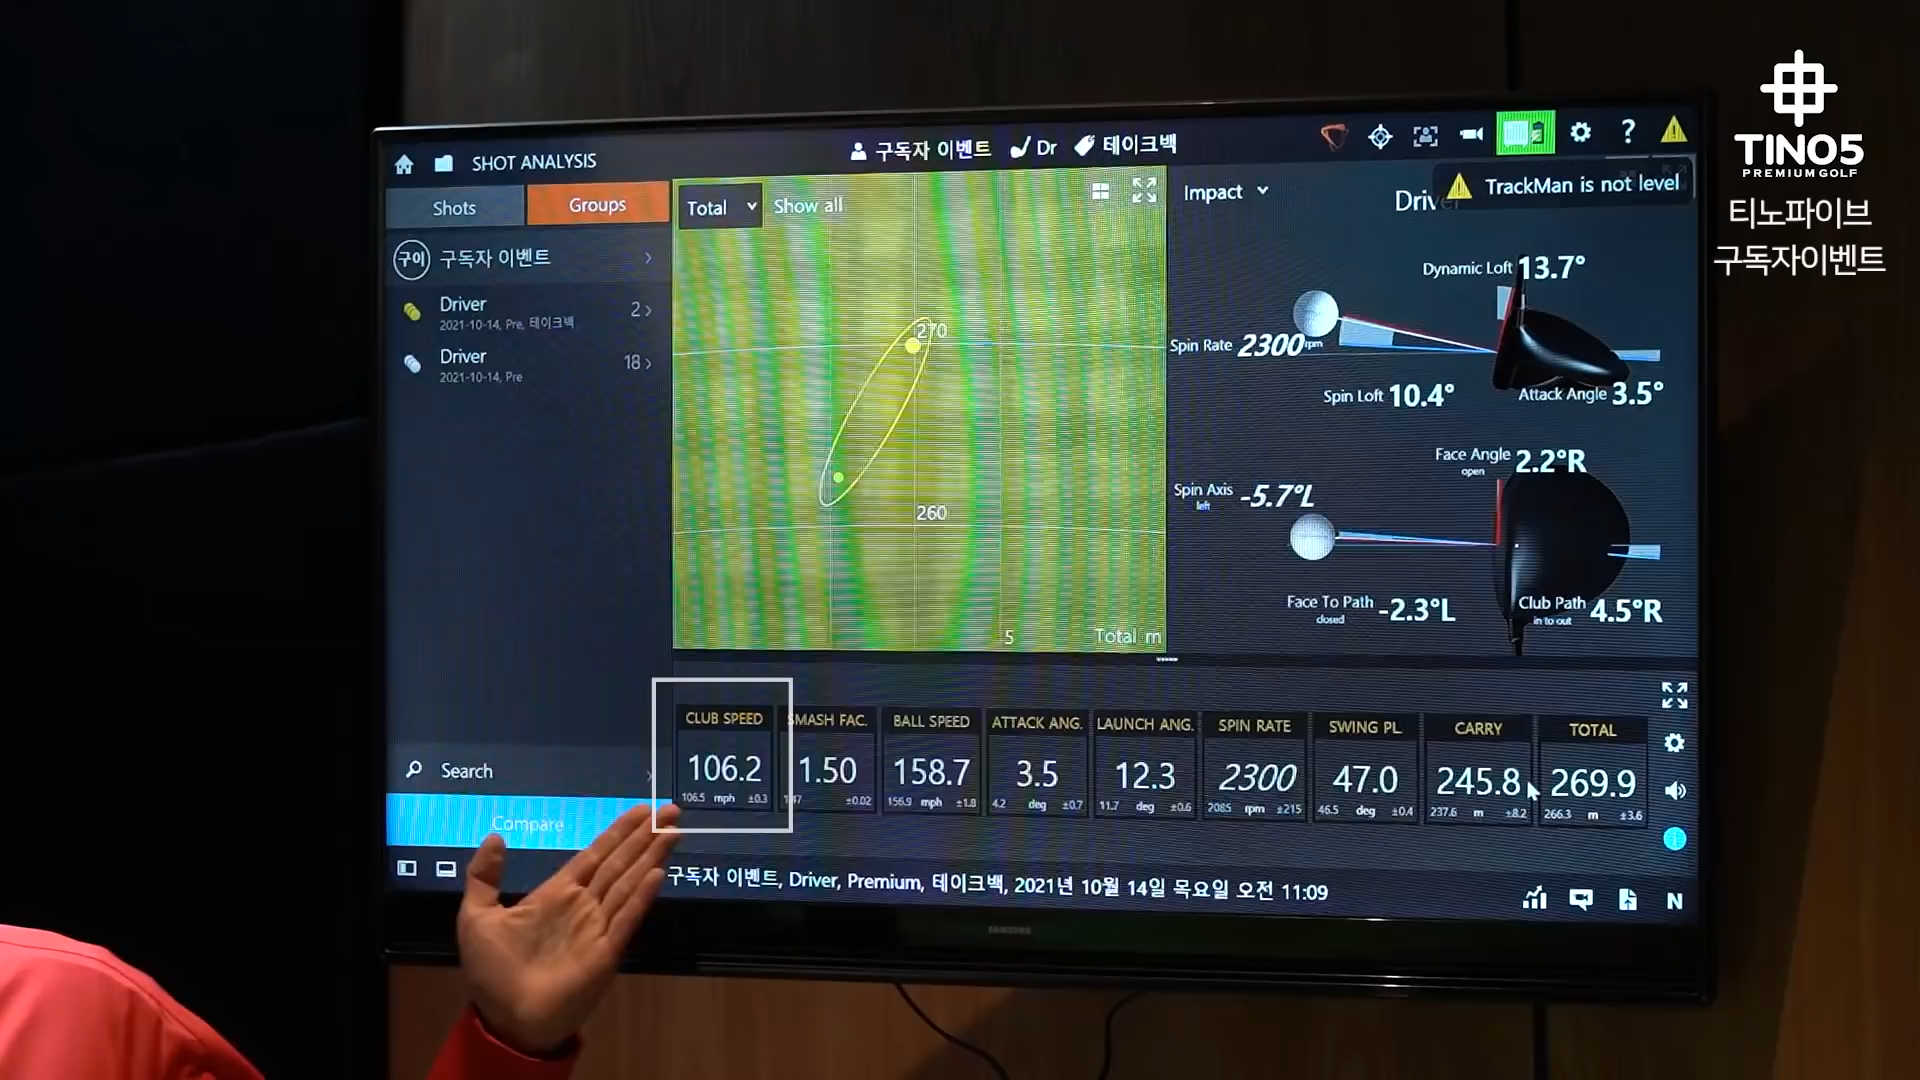 TINO5
PREMIUM GOLF
티노파이브
구독자이벤트
SHOT ANALYSIS
구독자 이벤트 Dr 테이크백
TrackMan is not level
Shots Groups
Total Show all
Impact
구이 구독자 이벤트
Driver 2
2021-10-14, Pre, 테이크백
Driver 18
2021-10-14, Pre
270
260
5
Total m
Dynamic Loft 13.7°
Spin Rate 2300 rpm
Spin Loft 10.4°
Attack Angle 3.5°
Face Angle 2.2°R
open
Spin Axis -5.7°L
left
Face To Path -2.3°L
closed
Club Path 4.5°R
in to out
Search
Compare
CLUB SPEED SMASH FAC. BALL SPEED ATTACK ANG. LAUNCH ANG. SPIN RATE SWING PL. CARRY TOTAL
106.2 1.50 158.7 3.5 12.3 2300 47.0 245.8 269.9
106.5 mph ±0.3 ±0.02 156.9 mph ±1.8 4.2 deg ±0.7 11.7 deg ±0.6 2085 rpm ±215 46.5 deg ±0.4 237.6 m ±8.2 266.3 m ±3.6
구독자 이벤트, Driver, Premium, 테이크백, 2021년 10월 14일 목요일 오전 11:09
N
SAMSUNG